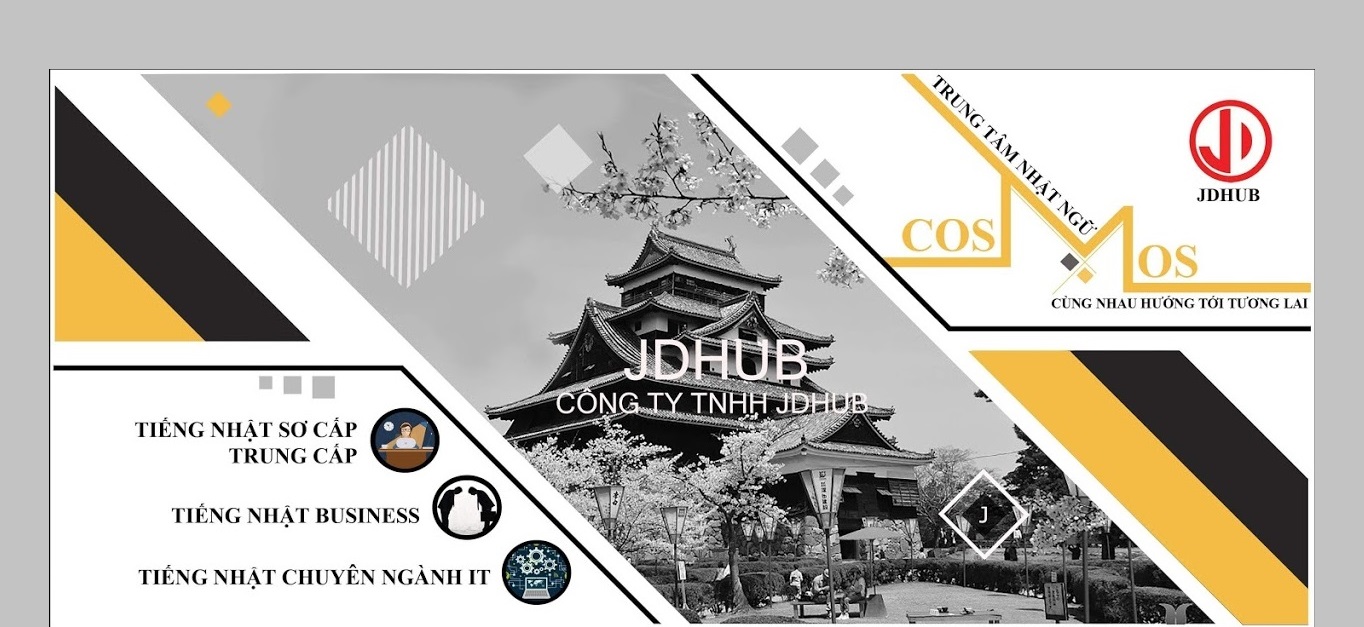 TRUNG TÂM NHẬT NGỮ
JDHUB
COS
OS
CÙNG NHAU HƯỚNG TỚI TƯƠNG LAI
JDHUB
CÔNG TY TNHH JDHUB
TIẾNG NHẬT SƠ CẤP
TRUNG CẤP
TIẾNG NHẬT BUSINESS
TIẾNG NHẬT CHUYÊN NGÀNH IT
J